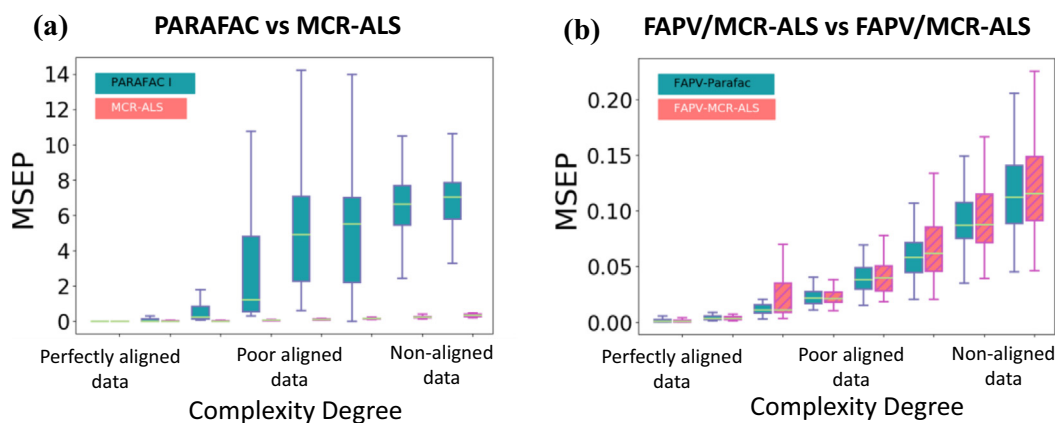 (a)
PARAFAC vs MCR-ALS
PARAFAC I
MCR-ALS
MSEP
14
12
10
8
6
4
2
0
Perfectly aligned
data
Poor aligned
data
Non-aligned
data
Complexity Degree
(b)
FAPV/MCR-ALS vs FAPV/MCR-ALS
FAPV-Parafac
FAPV-MCR-ALS
MSEP
0.20
0.15
0.10
0.05
0.00
Perfectly aligned
data
Poor aligned
data
Non-aligned
data
Complexity Degree